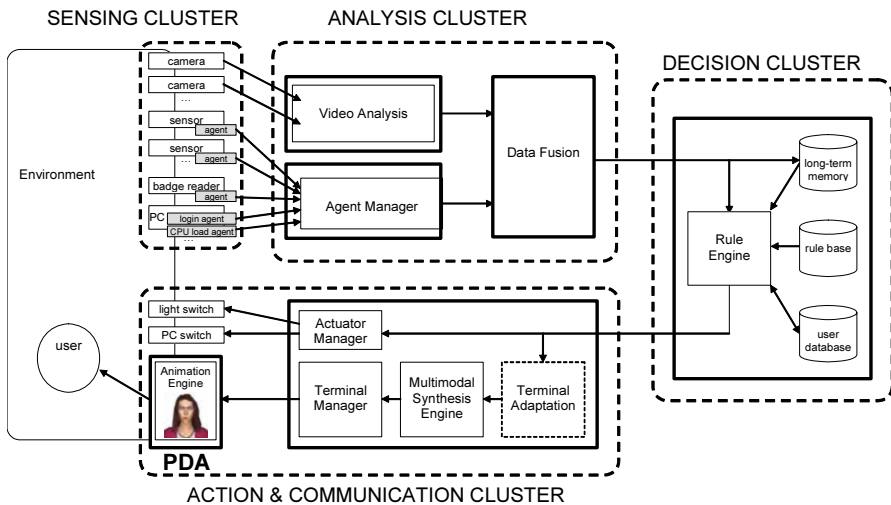 SENSING CLUSTER
ANALYSIS CLUSTER
DECISION CLUSTER
camera
camera
...
sensor
agent
sensor
...
agent
badge reader
agent
PC
login agent
CPU load agent
...
Environment
Video Analysis
Agent Manager
Data Fusion
long-term
memory
Rule
Engine
rule base
user
database
light switch
PC switch
user
Animation
Engine
PDA
Actuator
Manager
Terminal
Manager
Multimodal
Synthesis
Engine
Terminal
Adaptation
ACTION & COMMUNICATION CLUSTER